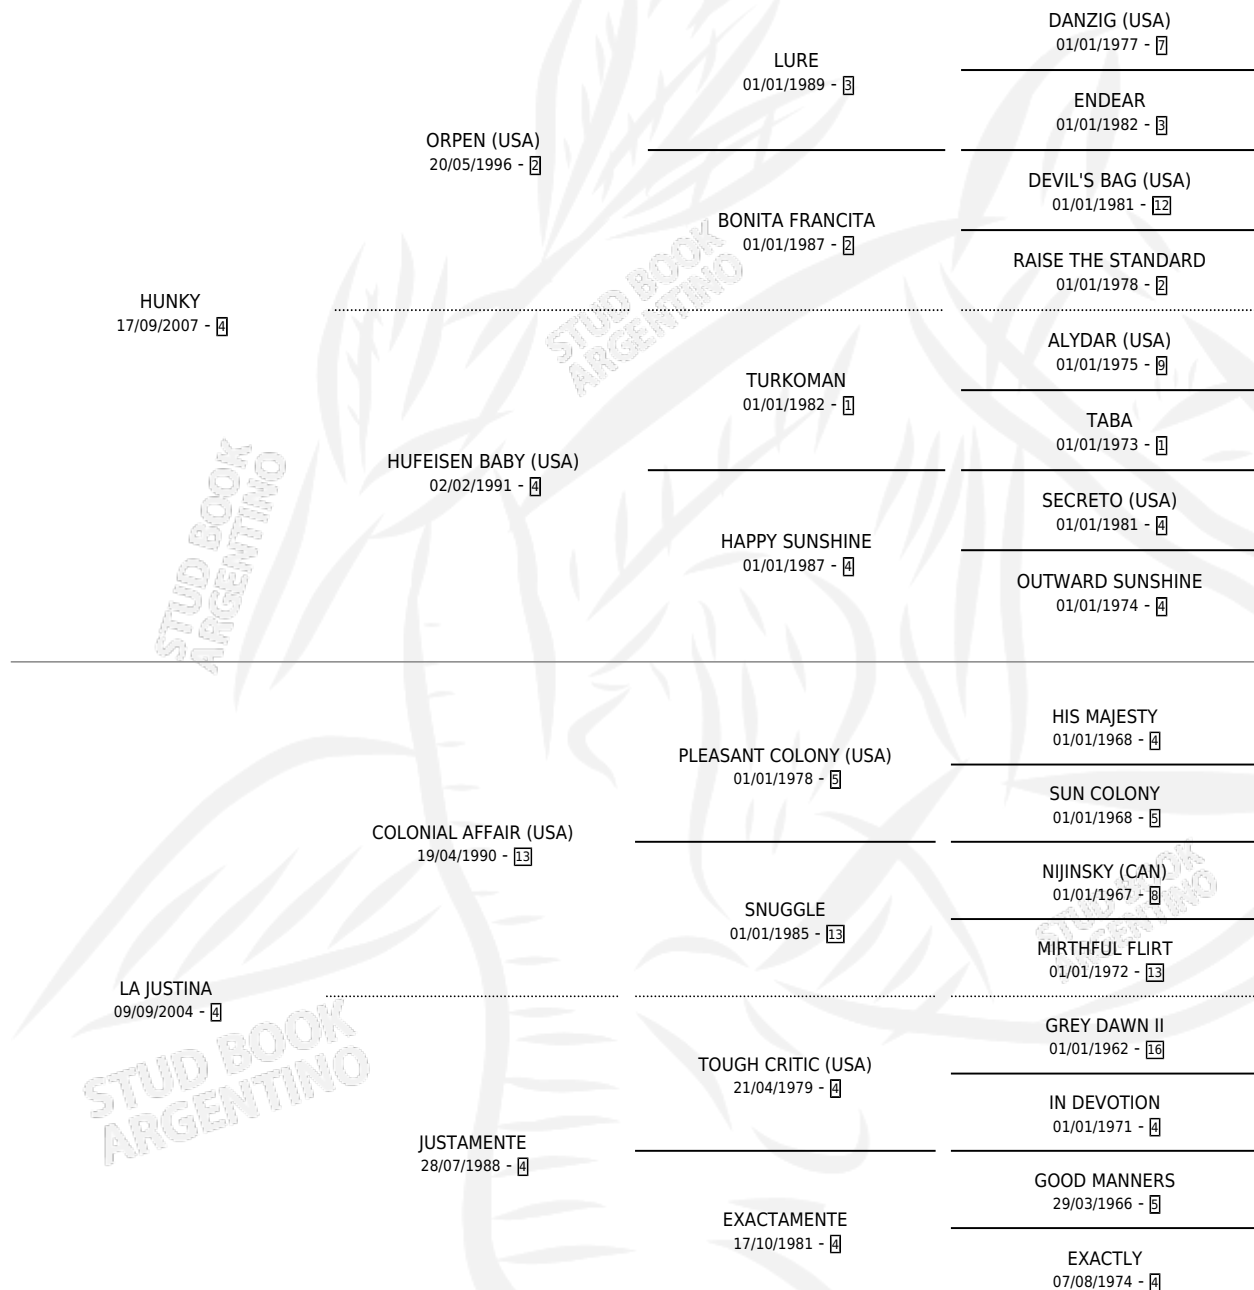 DANZIG (USA)
01/01/1977 - 7
LURE
01/01/1989 - 3
ENDEAR
01/01/1982 - 3
ORPEN (USA)
20/05/1996 - 2
DEVIL'S BAG (USA)
01/01/1981 - 12
BONITA FRANCITA
01/01/1987 - 2
RAISE THE STANDARD
01/01/1978 - 2
HUNKY
17/09/2007 - 4
ALYDAR (USA)
01/01/1975 - 9
TURKOMAN
01/01/1982 - 1
TABA
01/01/1973 - 1
HUFEISEN BABY (USA)
02/02/1991 - 4
SECRETO (USA)
01/01/1981 - 4
HAPPY SUNSHINE
01/01/1987 - 4
OUTWARD SUNSHINE
01/01/1974 - 4
STUD BOOK
ARGENTINO
STUD BOOK
ARGENTINO
HIS MAJESTY
01/01/1968 - 4
PLEASANT COLONY (USA)
01/01/1978 - 5
SUN COLONY
01/01/1968 - 5
COLONIAL AFFAIR (USA)
19/04/1990 - 13
NIJINSKY (CAN)
01/01/1967 - 8
SNUGGLE
01/01/1985 - 13
MIRTHFUL FLIRT
01/01/1972 - 13
LA JUSTINA
09/09/2004 - 4
GREY DAWN II
01/01/1962 - 16
TOUGH CRITIC (USA)
21/04/1979 - 4
IN DEVOTION
01/01/1971 - 4
JUSTAMENTE
28/07/1988 - 4
GOOD MANNERS
29/03/1966 - 5
EXACTAMENTE
17/10/1981 - 4
EXACTLY
07/08/1974 - 4
STUD BOOK
ARGENTINO
STUD BOOK
ARGENTINO